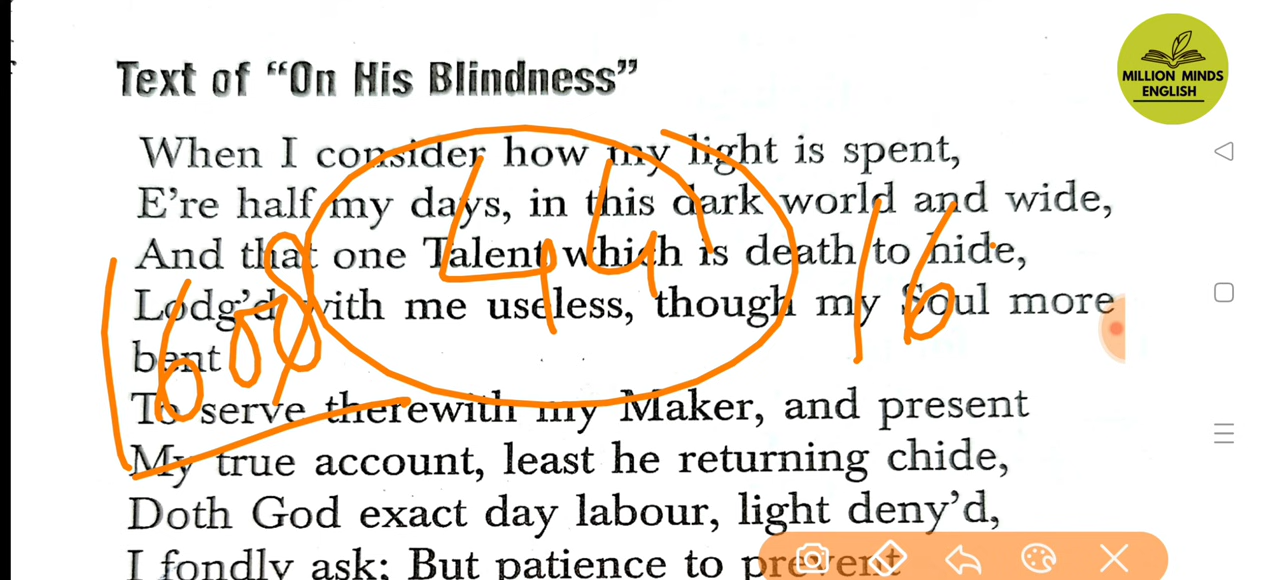 Text of “On His Blindness”
MILLION MINDS
ENGLISH
When I consider how my light is spent,
E’re half my days, in this dark world and wide,
And that one Talent which is death to hide,
Lodg’d with me useless, though my Soul more
bent
To serve therewith my Maker, and present
My true account, least he returning chide,
Doth God exact day labour, light deny’d,
I fondly ask; But patience to prevent
1608
44
16